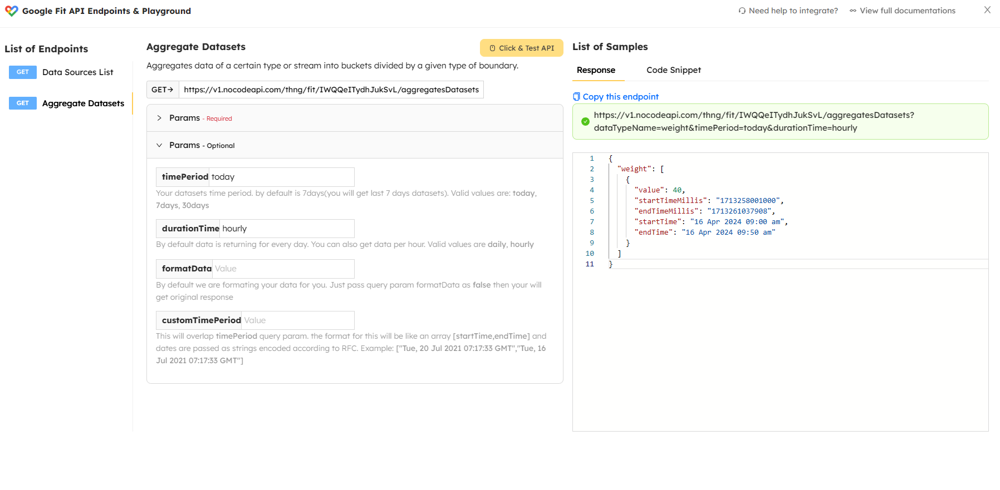 Google Fit API Endpoints & Playground
Need help to integrate?
View full documentations
List of Endpoints
GET Data Sources List
GET Aggregate Datasets
Aggregate Datasets
Click & Test API
Aggregates data of a certain type or stream into buckets divided by a given type of boundary.
GET→ https://v1.nocodeapi.com/thng/fit/IWQQeITydhJukSvL/aggregatesDatasets
Params - Required
Params - Optional
timePeriod today
Your datasets time period. by default is 7days(you will get last 7 days datasets). Valid values are: today,
7days, 30days
durationTime hourly
By default data is returning for every day. You can also get data per hour. Valid values are daily, hourly
formatData Value
By default we are formating your data for you. Just pass query param formatData as false then your will
get original response
customTimePeriod Value
This will overlap timePeriod query param. the format for this will be like an array [startTime,endTime] and
dates are passed as strings encoded according to RFC. Example: ["Tue, 20 Jul 2021 07:17:33 GMT","Tue, 16
Jul 2021 07:17:33 GMT"]
List of Samples
Response
Code Snippet
Copy this endpoint
https://v1.nocodeapi.com/thng/fit/IWQQeITydhJukSvL/aggregatesDatasets?
dataTypeName=weight&timePeriod=today&durationTime=hourly
1 {
2 "weight": [
3 {
4 "value": 40,
5 "startTimeMillis": "1713258001000",
6 "endTimeMillis": "1713261037908",
7 "startTime": "16 Apr 2024 09:00 am",
8 "endTime": "16 Apr 2024 09:50 am"
9 }
10 ]
11 }